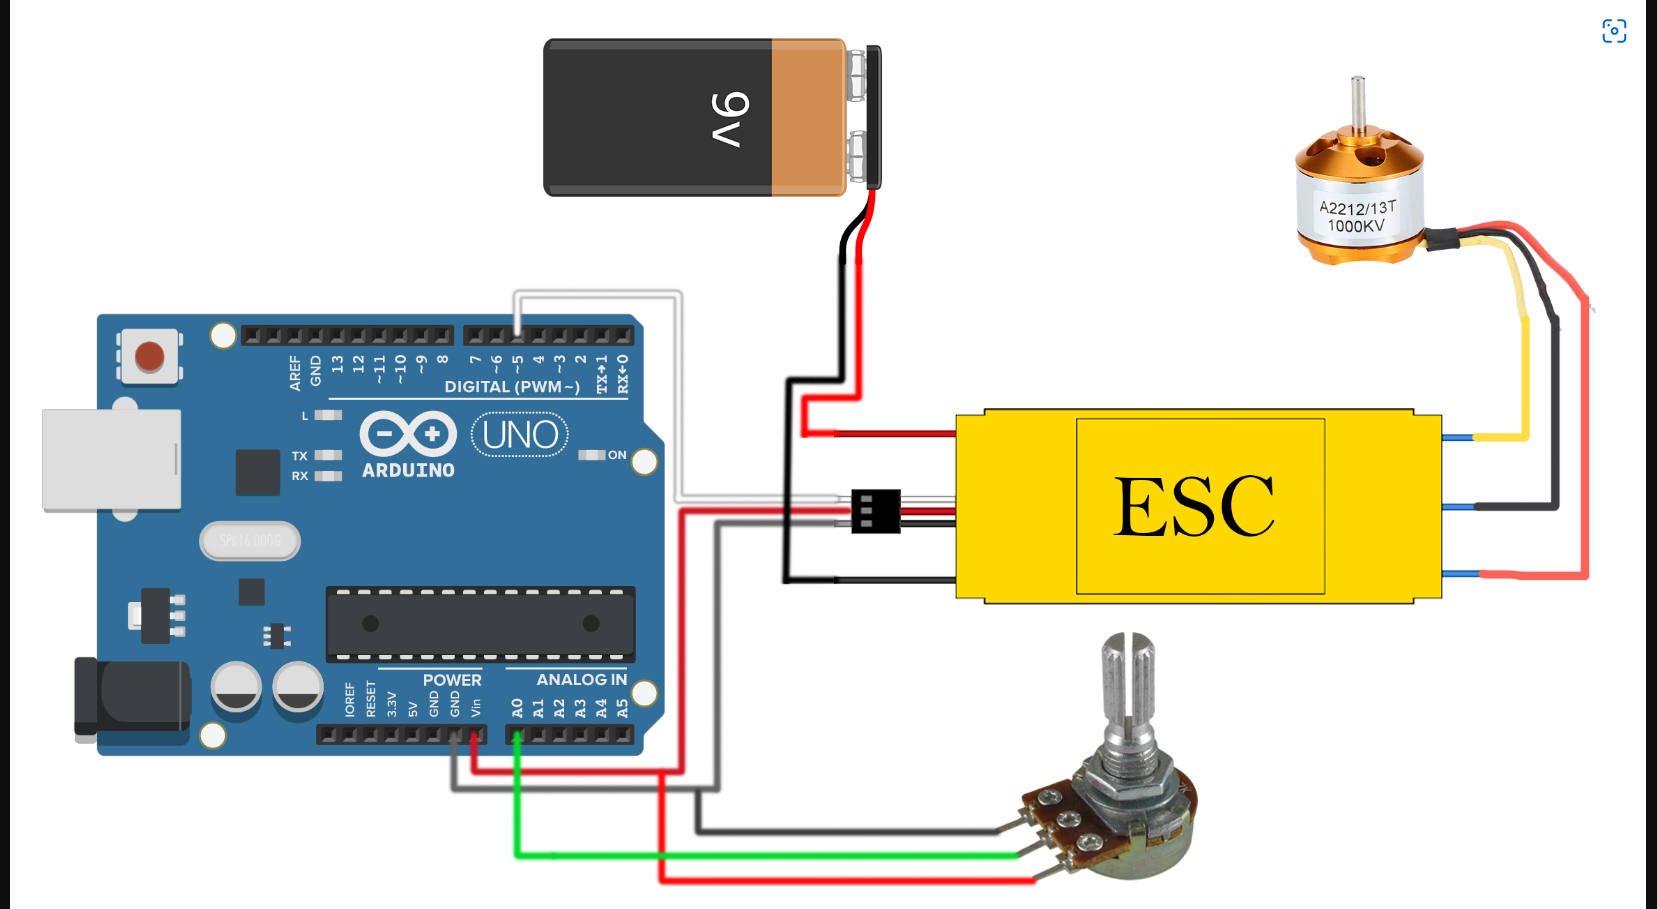 9v
A2212/13T
1000KV
AREF
GND
13
12
~11
~10
~9
8
7
~6
~5
4
~3
2
TX→1
RX←0
DIGITAL (PWM~)
L
TX
RX
UNO
ON
ARDUINO
ESC
SPK16.000G
POWER
ANALOG IN
IOREF
RESET
3.3V
5V
GND
GND
Vin
A0
A1
A2
A3
A4
A5